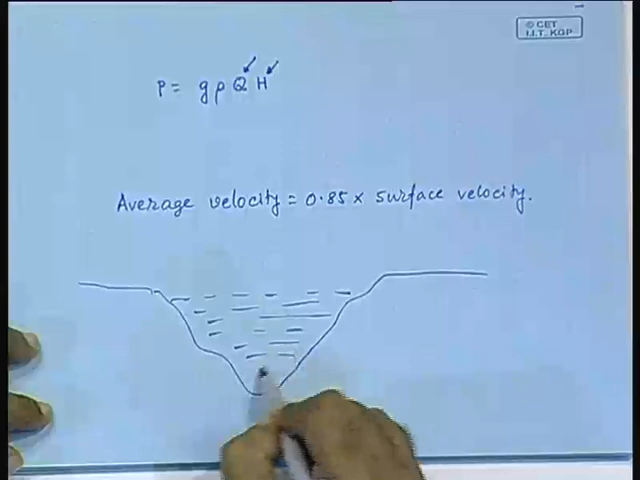 © CET
I.I.T. KGP
P = gρQH
Average velocity = 0.85 × surface velocity.